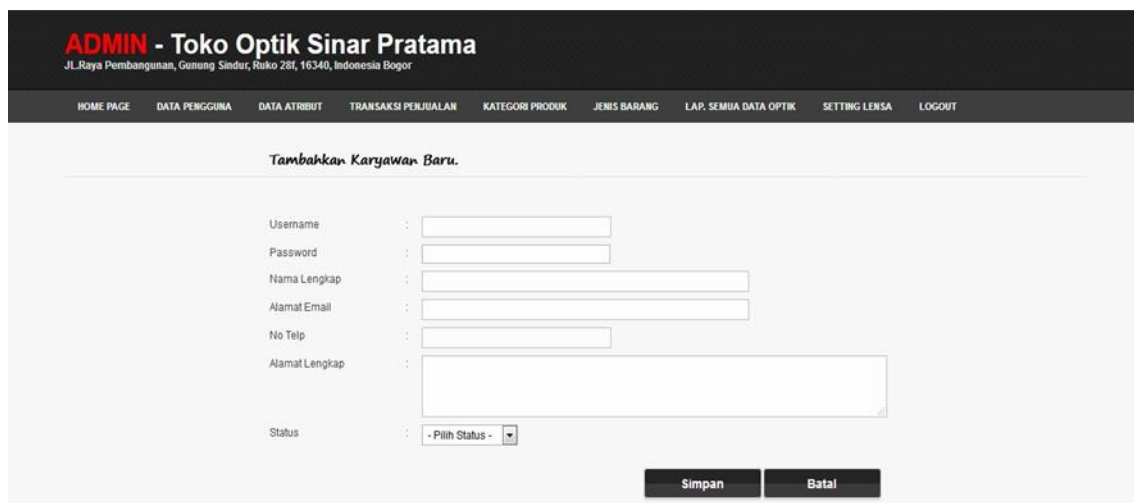 ADMIN - Toko Optik Sinar Pratama
JL.Raya Pembangunan, Gunung Sindur, Ruko 28f, 16340, Indonesia Bogor
HOME PAGE DATA PENGGUNA DATA ATRIBUT TRANSAKSI PENJUALAN KATEGORI PRODUK JENIS BARANG LAP. SEMUA DATA OPTIK SETTING LENSA LOGOUT
Tambahkan Karyawan Baru.
Username :
Password :
Nama Lengkap :
Alamat Email :
No Telp :
Alamat Lengkap :
Status : - Pilih Status -
Simpan Batal